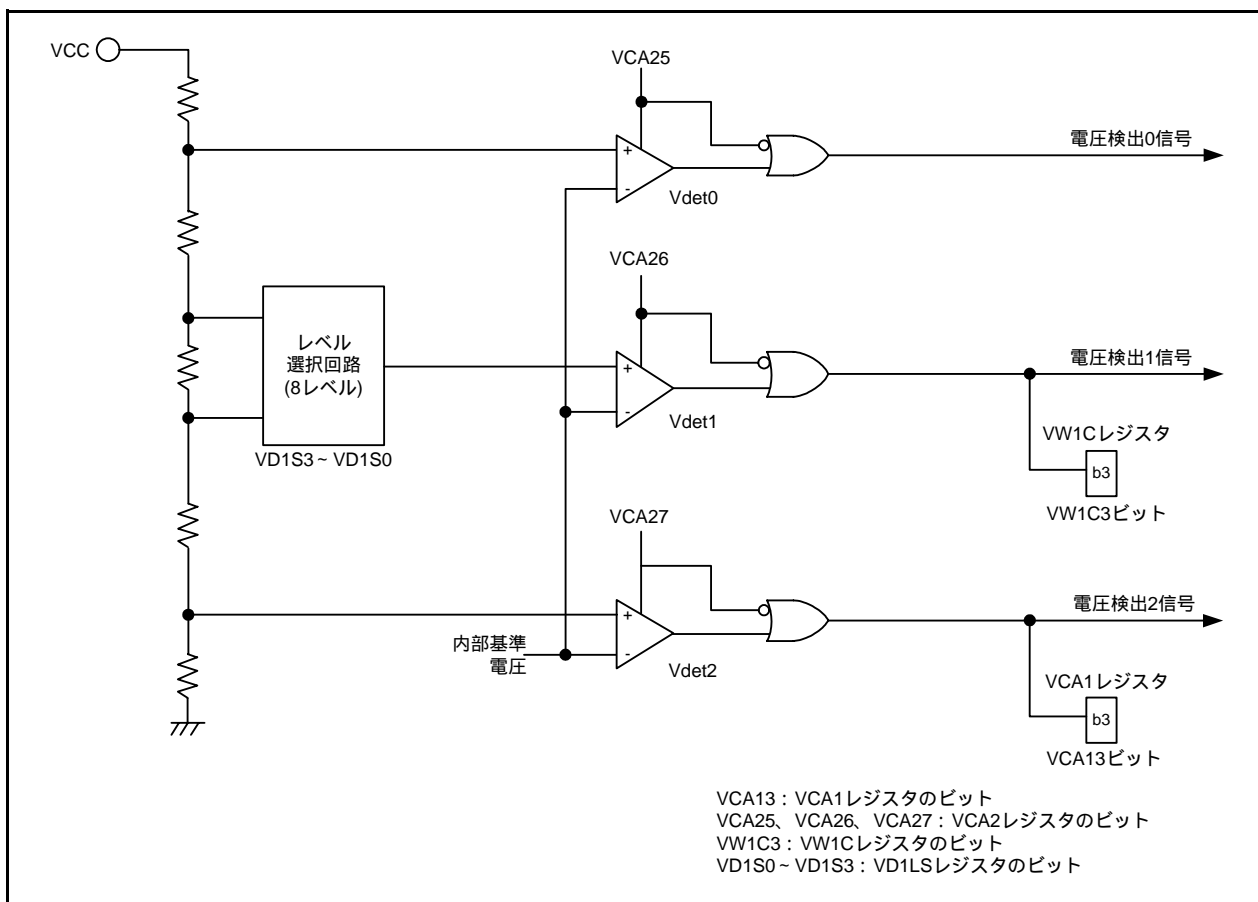 VCC
VCA25
+
-
Vdet0
電圧検出0信号
VCA26
レベル
選択回路
(8レベル)
VD1S3 ~ VD1S0
+
-
Vdet1
電圧検出1信号
VW1Cレジスタ
b3
VW1C3ビット
VCA27
内部基準
電圧
+
-
Vdet2
電圧検出2信号
VCA1レジスタ
b3
VCA13ビット
VCA13：VCA1レジスタのビット
VCA25、VCA26、VCA27：VCA2レジスタのビット
VW1C3：VW1Cレジスタのビット
VD1S0 ~ VD1S3：VD1LSレジスタのビット